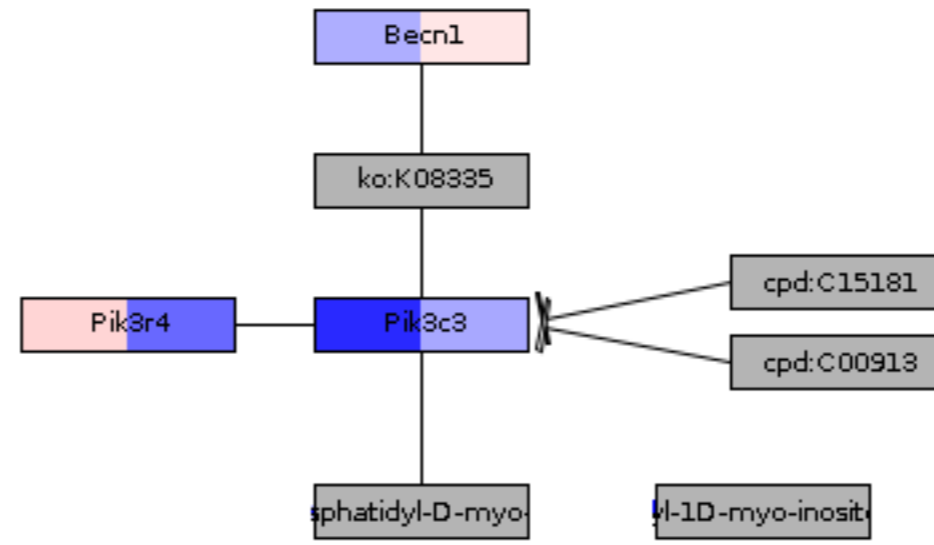 Becn1
ko:K08335
cpd:C15181
Pik3r4
Pik3c3
cpd:C00913
sphatidyl-D-myo-
yl-1D-myo-inosit